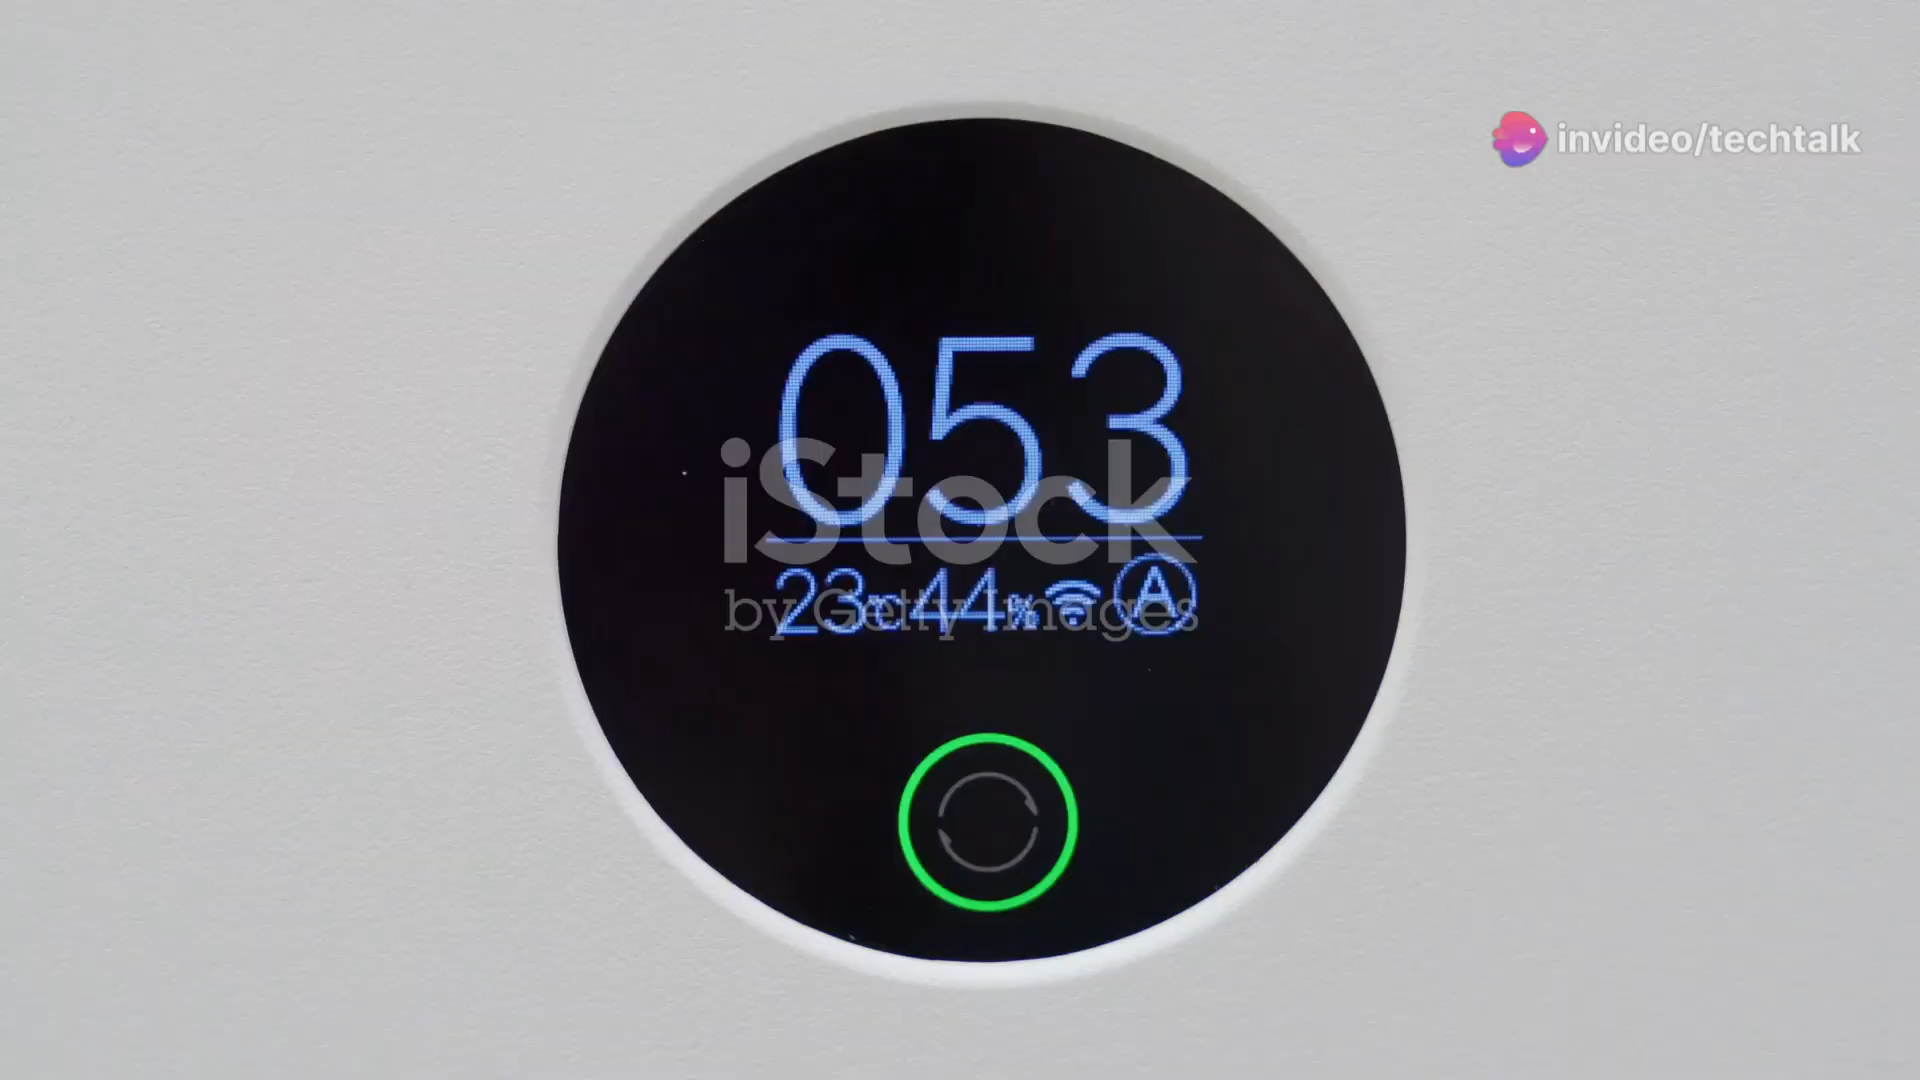 invideo/techtalk
053
iStock
23°C 44% A
by Getty Images